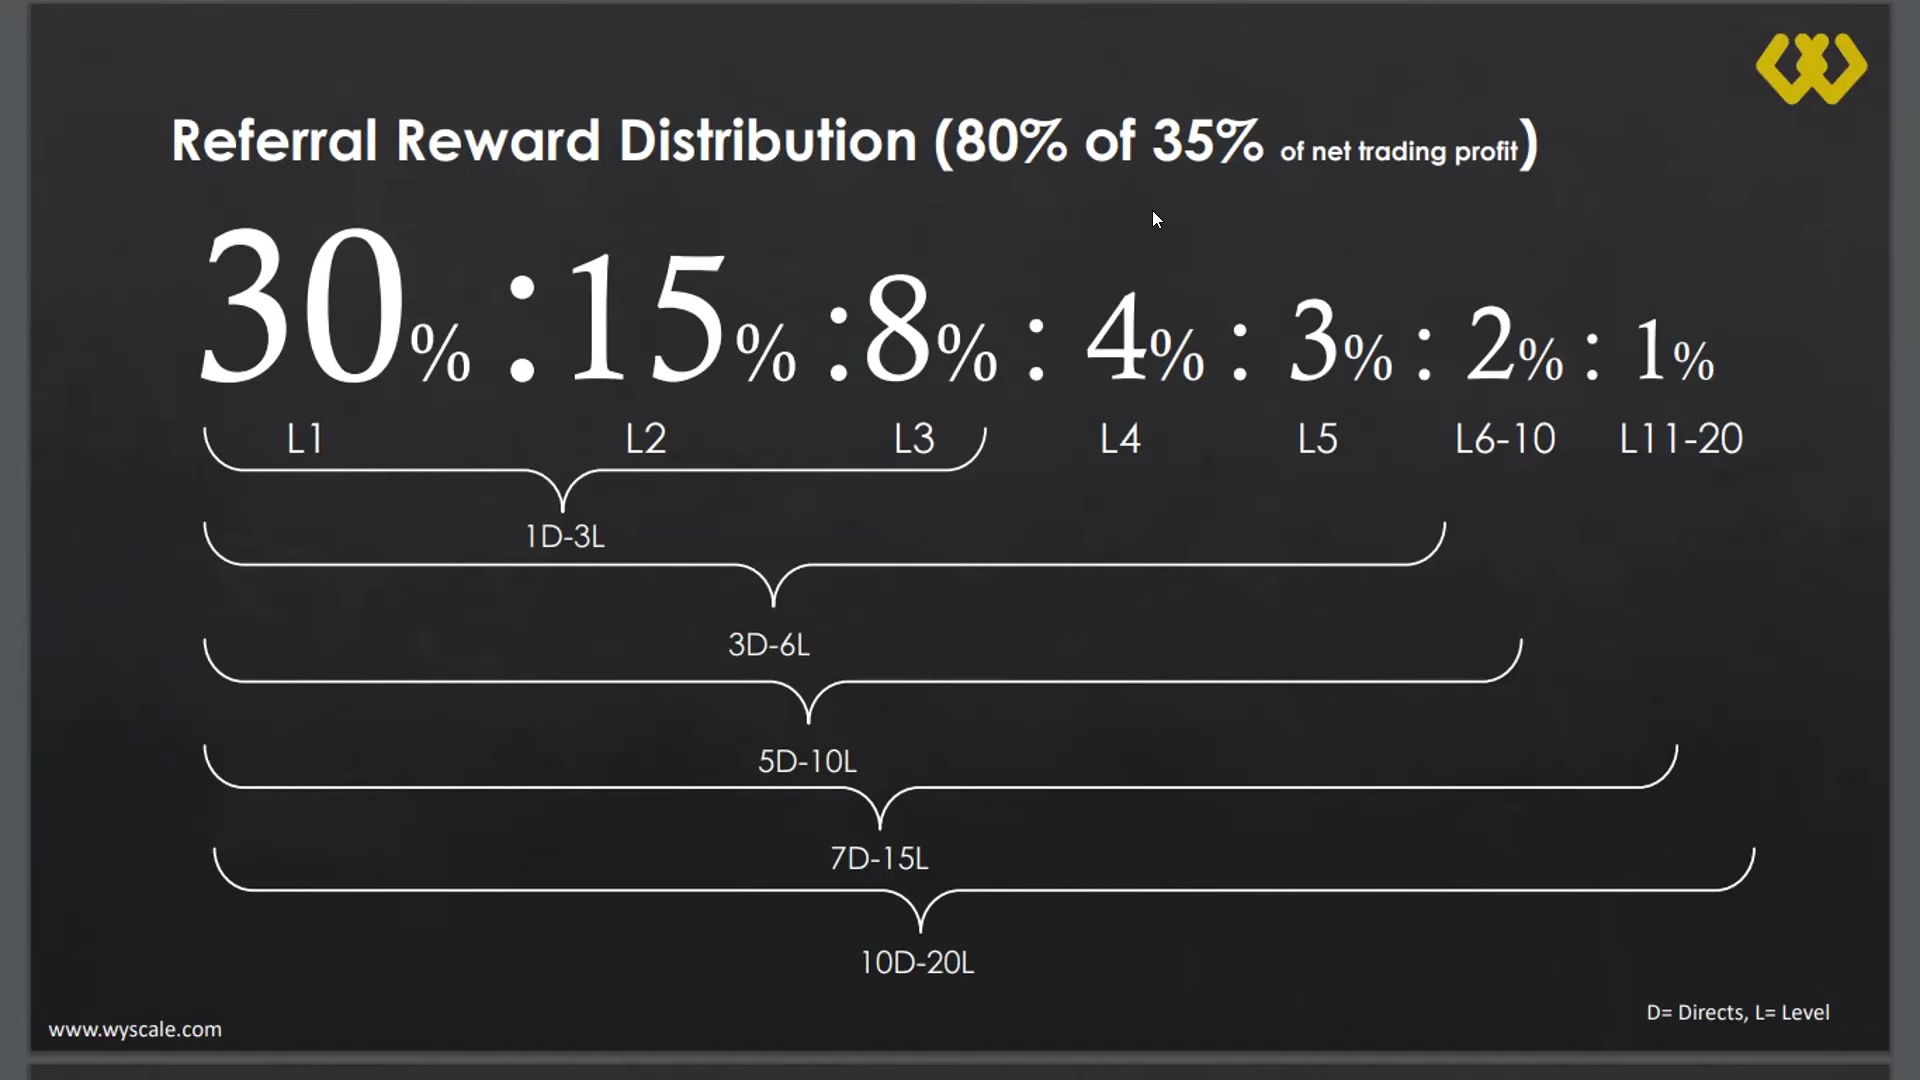 Referral Reward Distribution (80% of 35% of net trading profit)
30% :15% :8% : 4% : 3% : 2% : 1%
L1 L2 L3 L4 L5 L6-10 L11-20
1D-3L
3D-6L
5D-10L
7D-15L
10D-20L
D= Directs, L= Level
www.wyscale.com